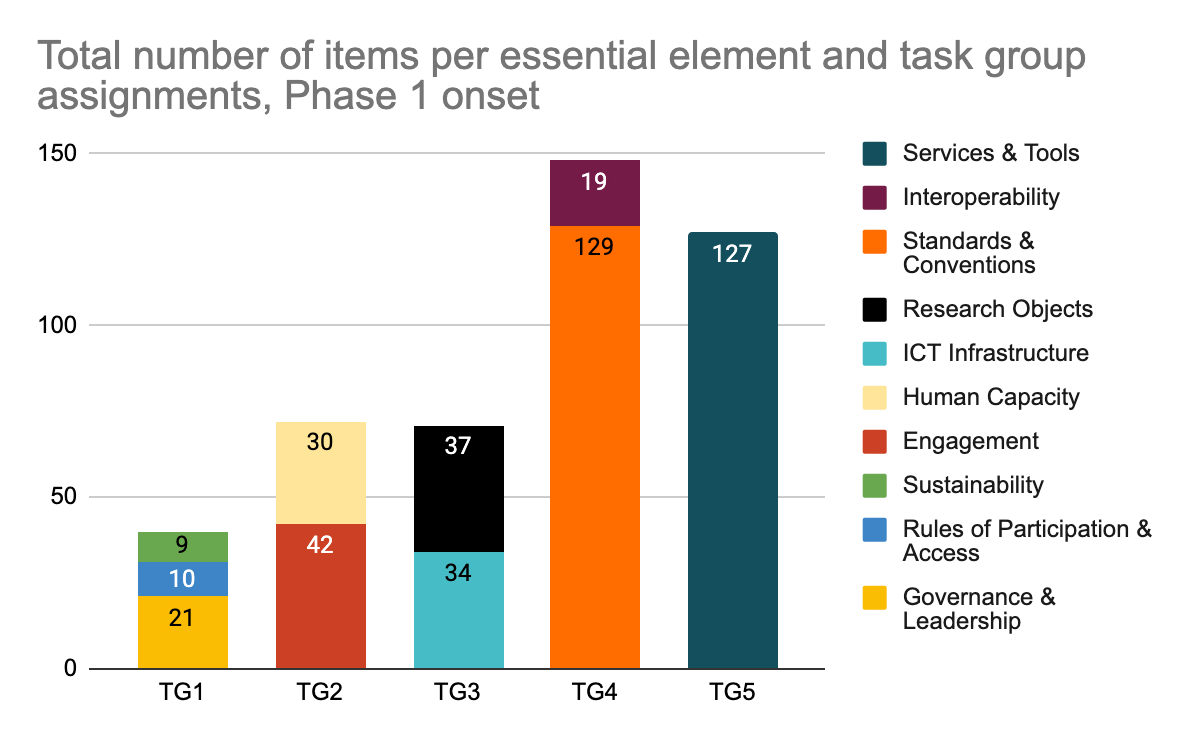 Total number of items per essential element and task group
assignments, Phase 1 onset
150
100
50
0
9
10
21
30
42
37
34
19
129
127
TG1
TG2
TG3
TG4
TG5
Services & Tools
Interoperability
Standards &
Conventions
Research Objects
ICT Infrastructure
Human Capacity
Engagement
Sustainability
Rules of Participation &
Access
Governance &
Leadership